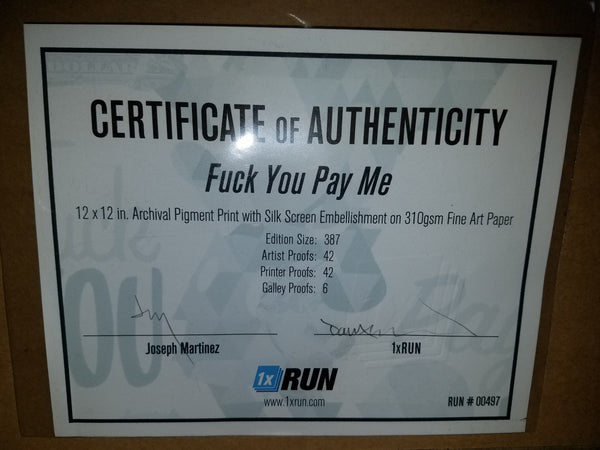 CERTIFICATE OF AUTHENTICITY
Fuck You Pay Me
12 x 12 in. Archival Pigment Print with Silk Screen Embellishment on 310gsm Fine Art Paper
Edition Size: 387
Artist Proofs: 42
Printer Proofs: 42
Galley Proofs: 6
Joseph Martinez
1xRUN
1x RUN
www.1xrun.com
RUN # 00497